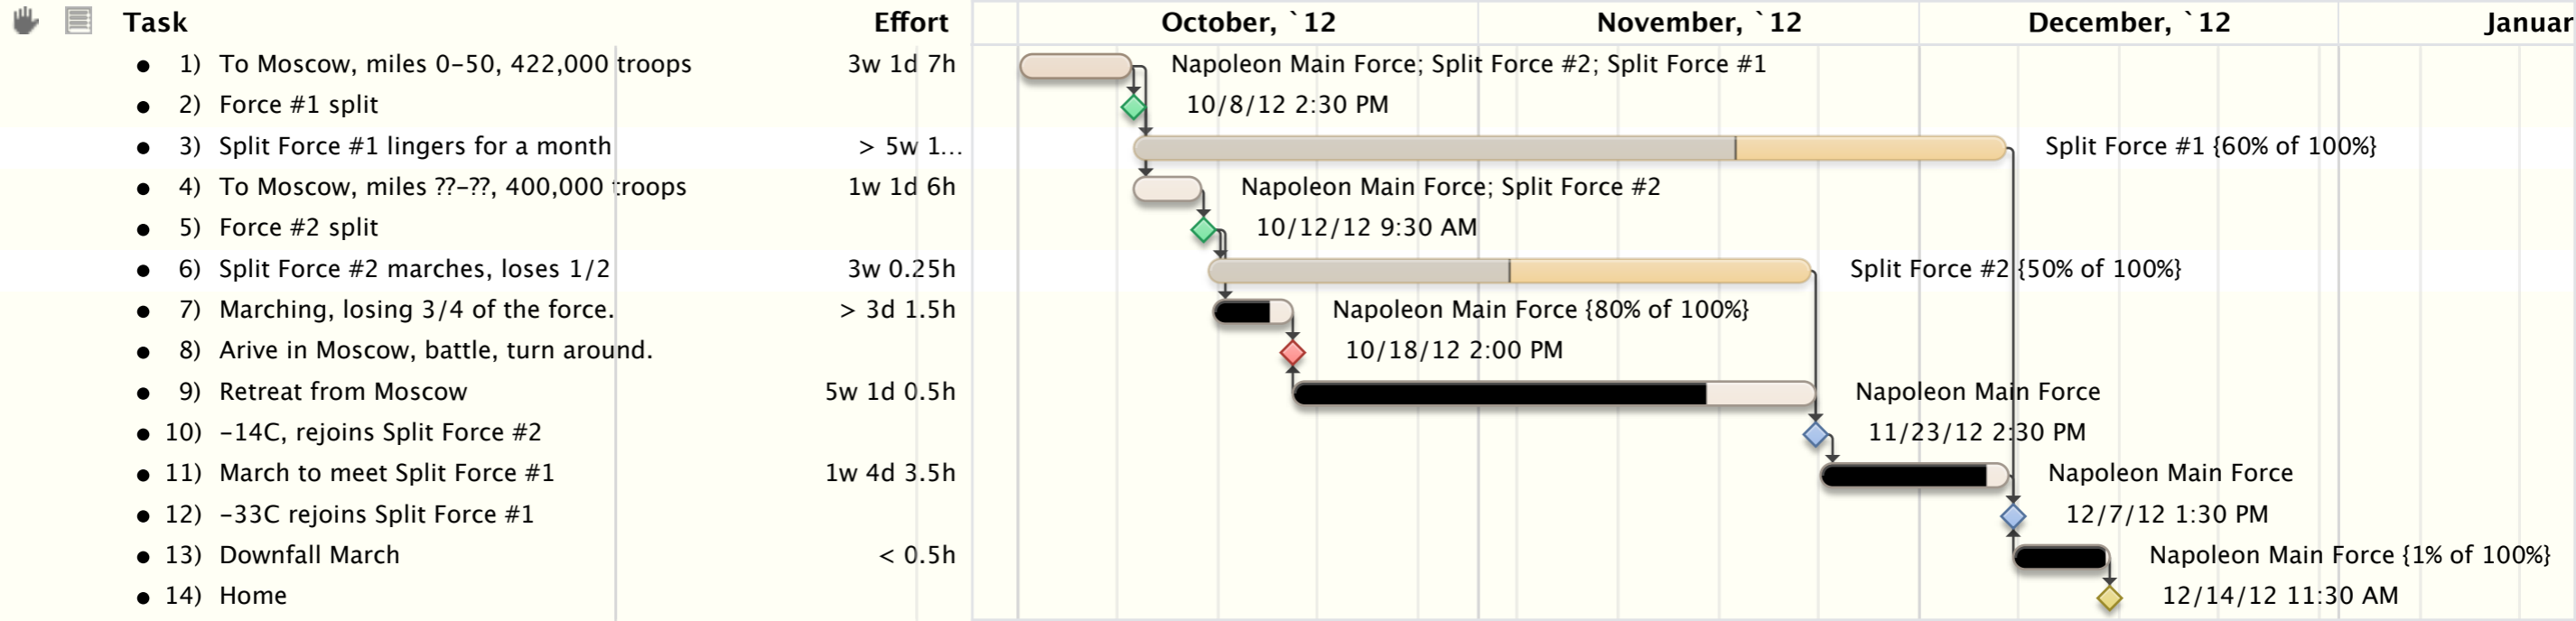 Task Effort October, `12 November, `12 December, `12 Januar
1) To Moscow, miles 0-50, 422,000 troops 3w 1d 7h Napoleon Main Force; Split Force #2; Split Force #1
2) Force #1 split 10/8/12 2:30 PM
3) Split Force #1 lingers for a month > 5w 1... Split Force #1 {60% of 100%}
4) To Moscow, miles ??-??, 400,000 troops 1w 1d 6h Napoleon Main Force; Split Force #2
5) Force #2 split 10/12/12 9:30 AM
6) Split Force #2 marches, loses 1/2 3w 0.25h Split Force #2 {50% of 100%}
7) Marching, losing 3/4 of the force. > 3d 1.5h Napoleon Main Force {80% of 100%}
8) Arive in Moscow, battle, turn around. 10/18/12 2:00 PM
9) Retreat from Moscow 5w 1d 0.5h Napoleon Main Force
10) -14C, rejoins Split Force #2 11/23/12 2:30 PM
11) March to meet Split Force #1 1w 4d 3.5h Napoleon Main Force
12) -33C rejoins Split Force #1 12/7/12 1:30 PM
13) Downfall March < 0.5h Napoleon Main Force {1% of 100%}
14) Home 12/14/12 11:30 AM